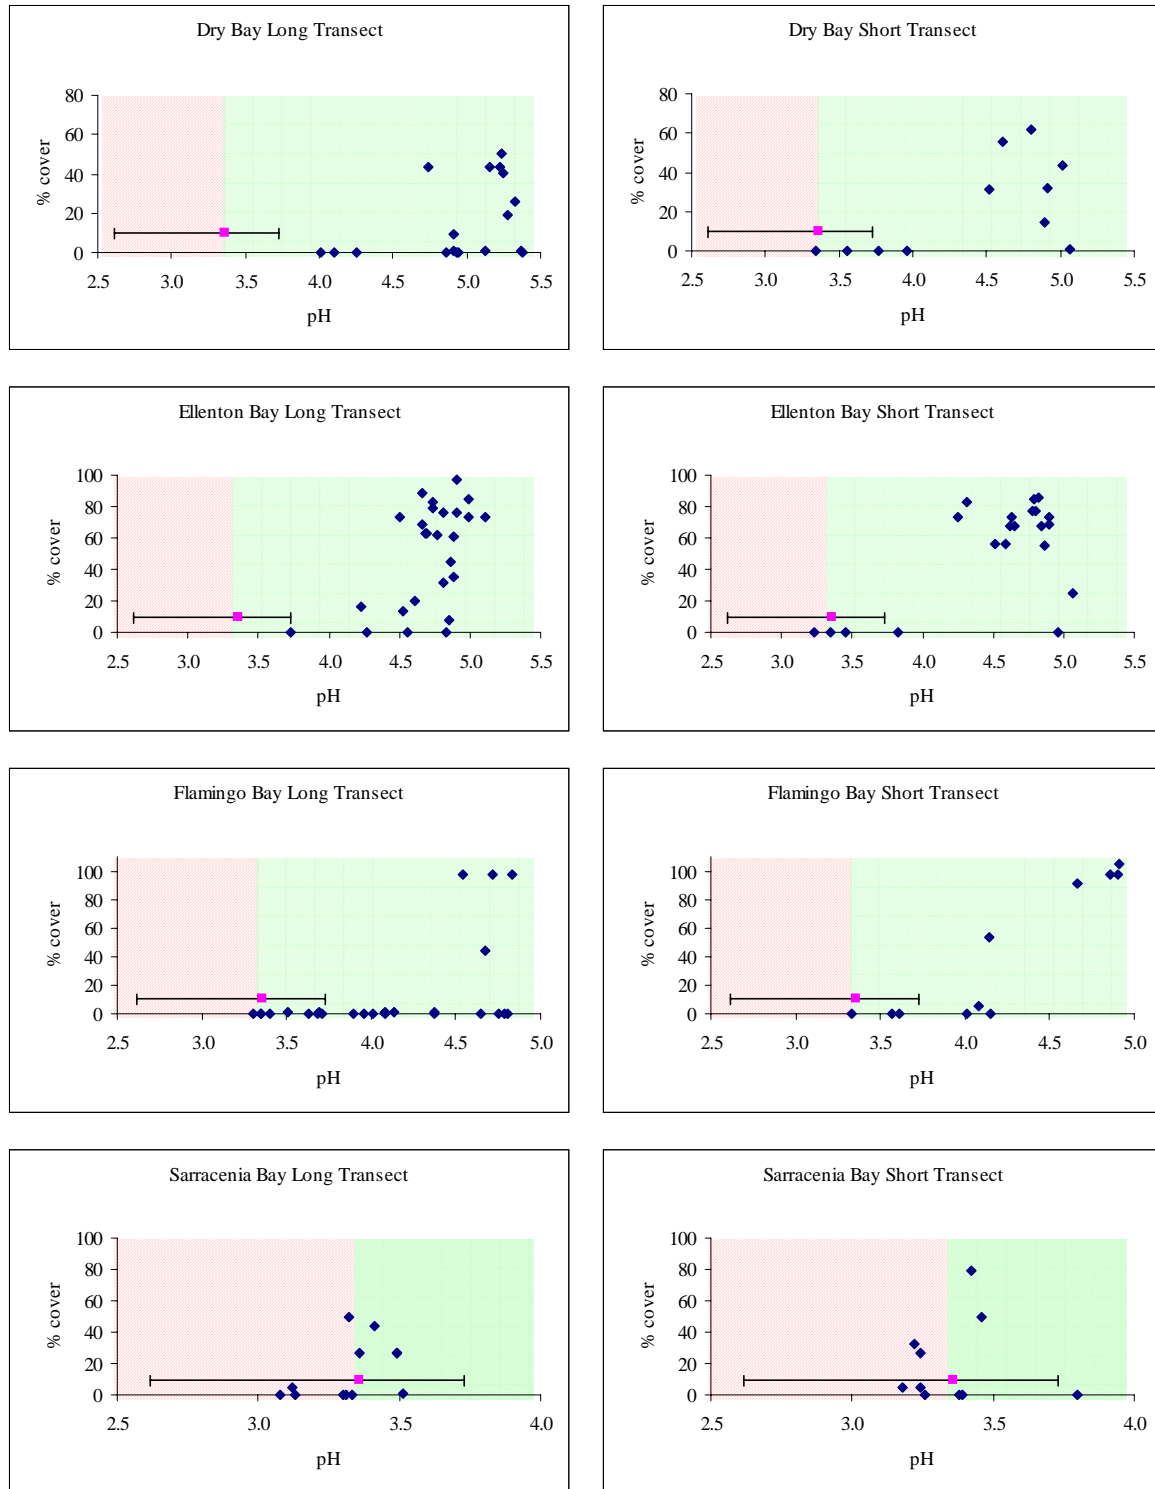 Dry Bay Long Transect
80
60
40
20
0
% cover
2.5 3.0 3.5 4.0 4.5 5.0 5.5
pH
Dry Bay Short Transect
80
60
40
20
0
% cover
2.5 3.0 3.5 4.0 4.5 5.0 5.5
pH
Ellenton Bay Long Transect
100
80
60
40
20
0
% cover
2.5 3.0 3.5 4.0 4.5 5.0 5.5
pH
Ellenton Bay Short Transect
100
80
60
40
20
0
% cover
2.5 3.0 3.5 4.0 4.5 5.0 5.5
pH
Flamingo Bay Long Transect
100
80
60
40
20
0
% cover
2.5 3.0 3.5 4.0 4.5 5.0
pH
Flamingo Bay Short Transect
100
80
60
40
20
0
% cover
2.5 3.0 3.5 4.0 4.5 5.0
pH
Sarracenia Bay Long Transect
100
80
60
40
20
0
% cover
2.5 3.0 3.5 4.0
pH
Sarracenia Bay Short Transect
100
80
60
40
20
0
% cover
2.5 3.0 3.5 4.0
pH